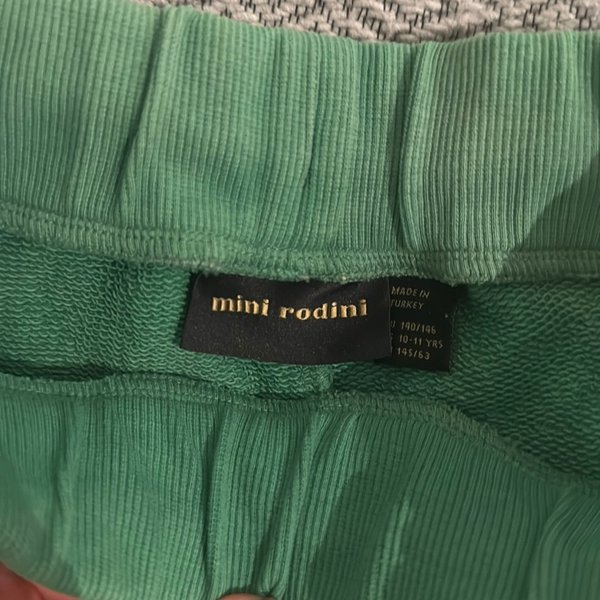 mini rodini
MADE IN
TURKEY
140/146
10-11 YRS
145/63